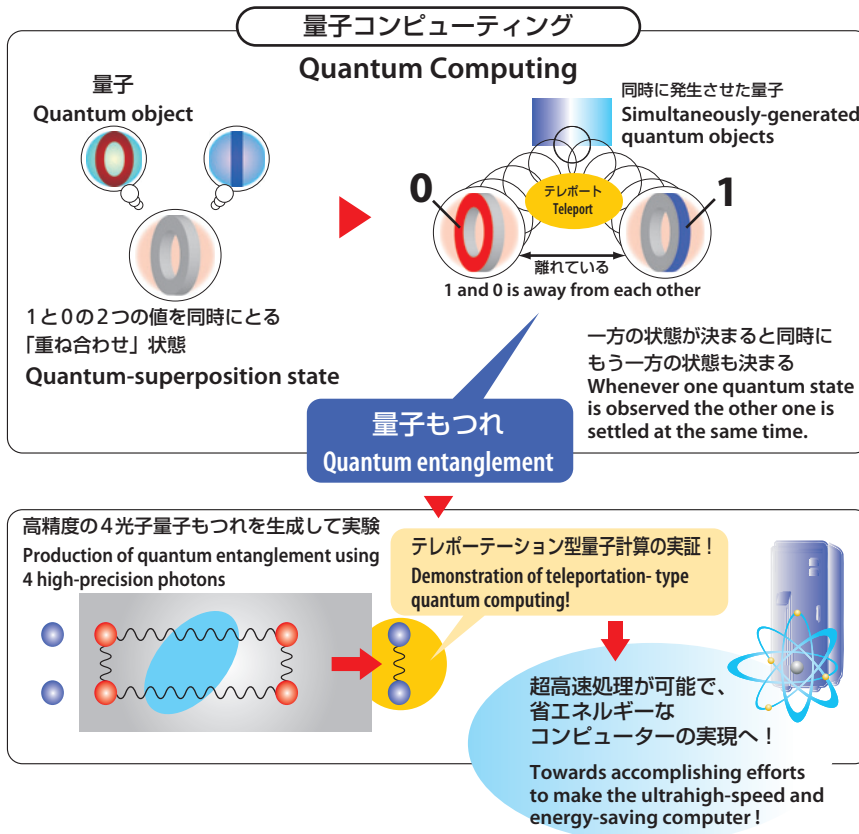 量子コンピューティング
Quantum Computing
量子
Quantum object
同時に発生させた量子
Simultaneously-generated
quantum objects
0
テレポート
Teleport
1
離れている
1 and 0 is away from each other
1と0の2つの値を同時にとる
「重ね合わせ」状態
Quantum-superposition state
一方の状態が決まると同時に
もう一方の状態も決まる
Whenever one quantum state
is observed the other one is
settled at the same time.
量子もつれ
Quantum entanglement
高精度の4光子量子もつれを生成して実験
Production of quantum entanglement using
4 high-precision photons
テレポーテーション型量子計算の実証！
Demonstration of teleportation- type
quantum computing!
超高速処理が可能で、
省エネルギーな
コンピューターの実現へ！
Towards accomplishing efforts
to make the ultrahigh-speed and
energy-saving computer !